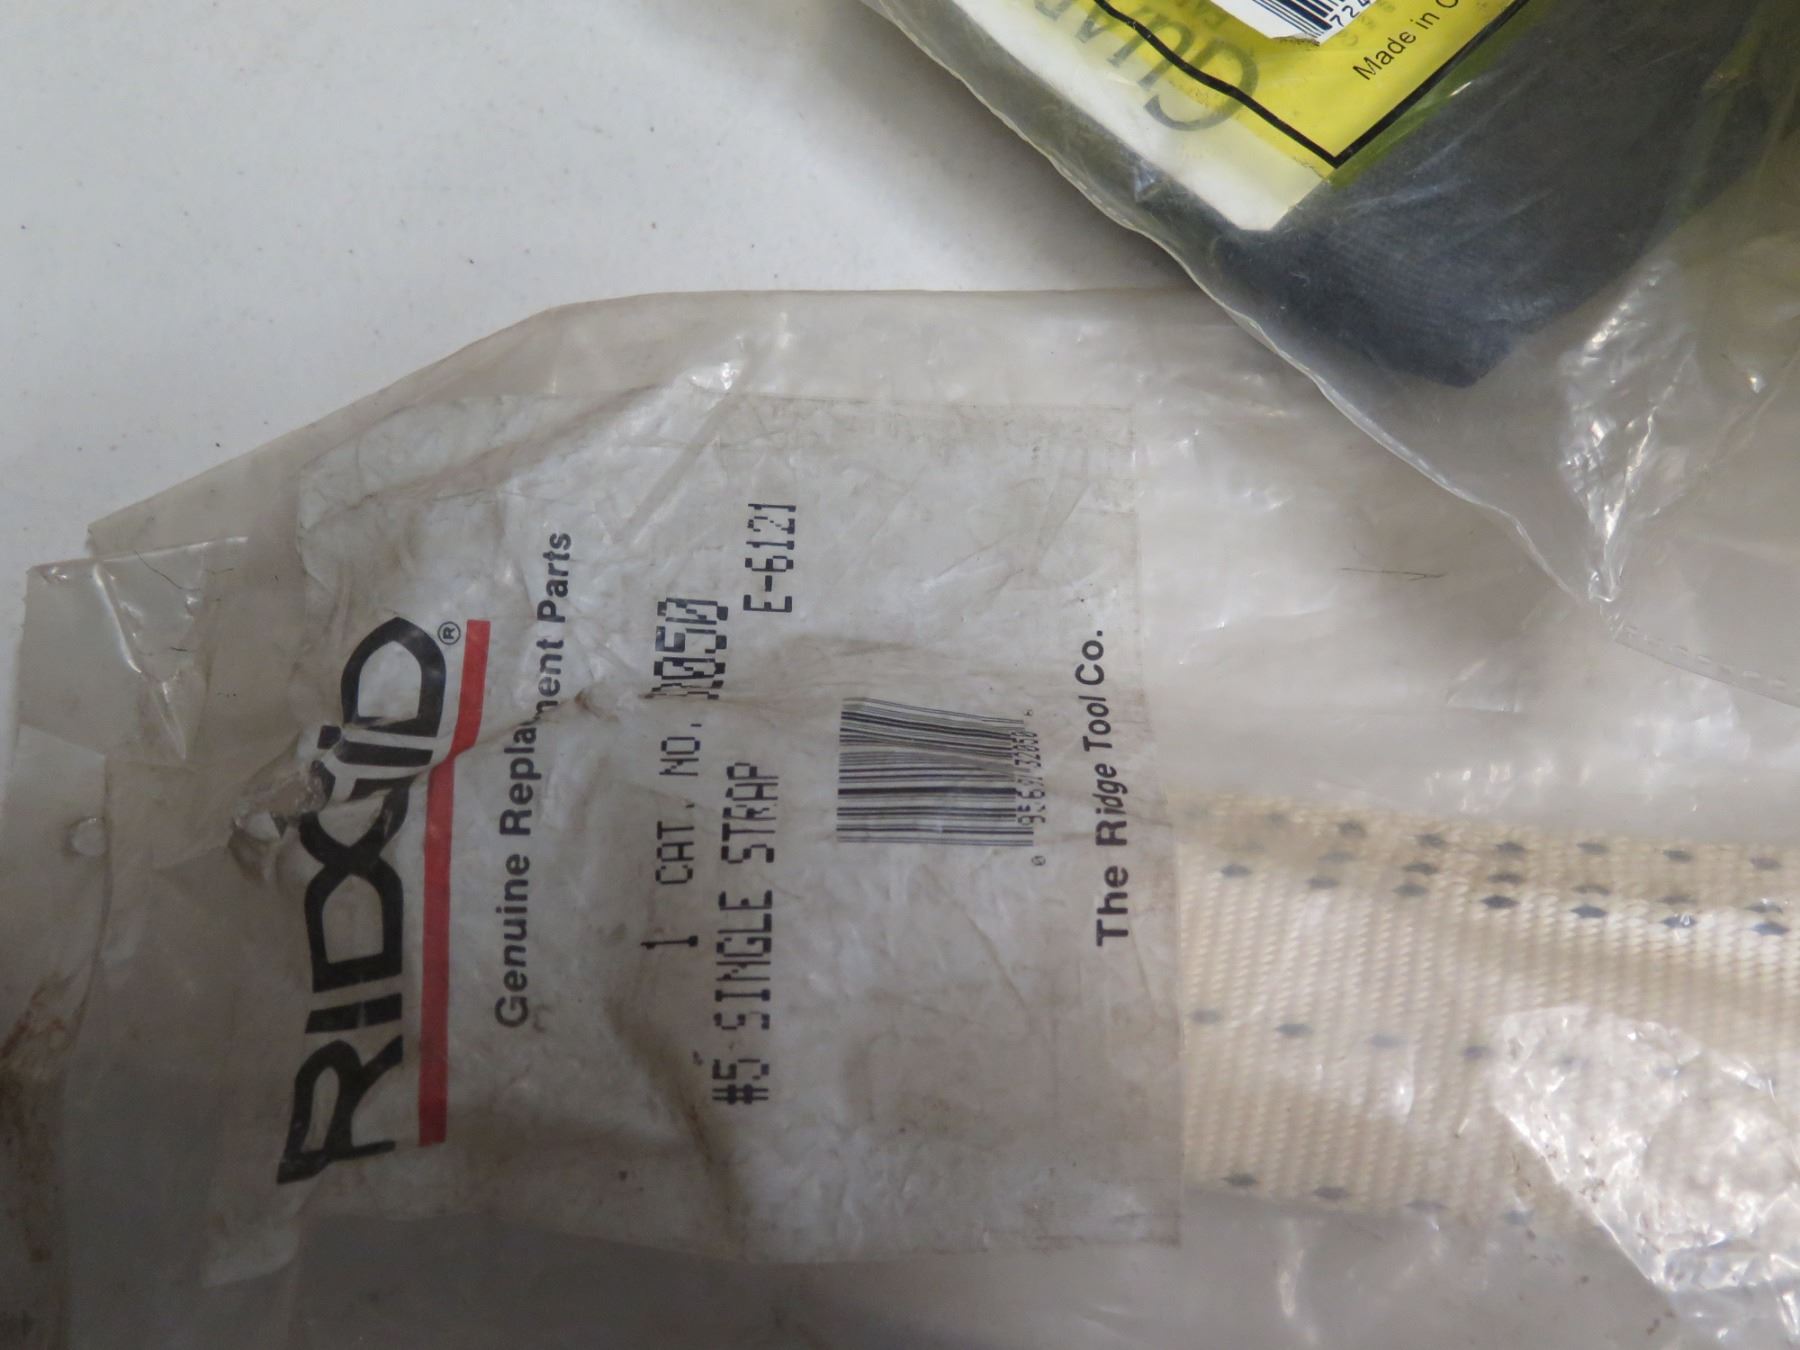 RIDGID®
Genuine Replacement Parts
1 CAT. NO.
E-6121
#5 SINGLE STRAP
The Ridge Tool Co.
Made in